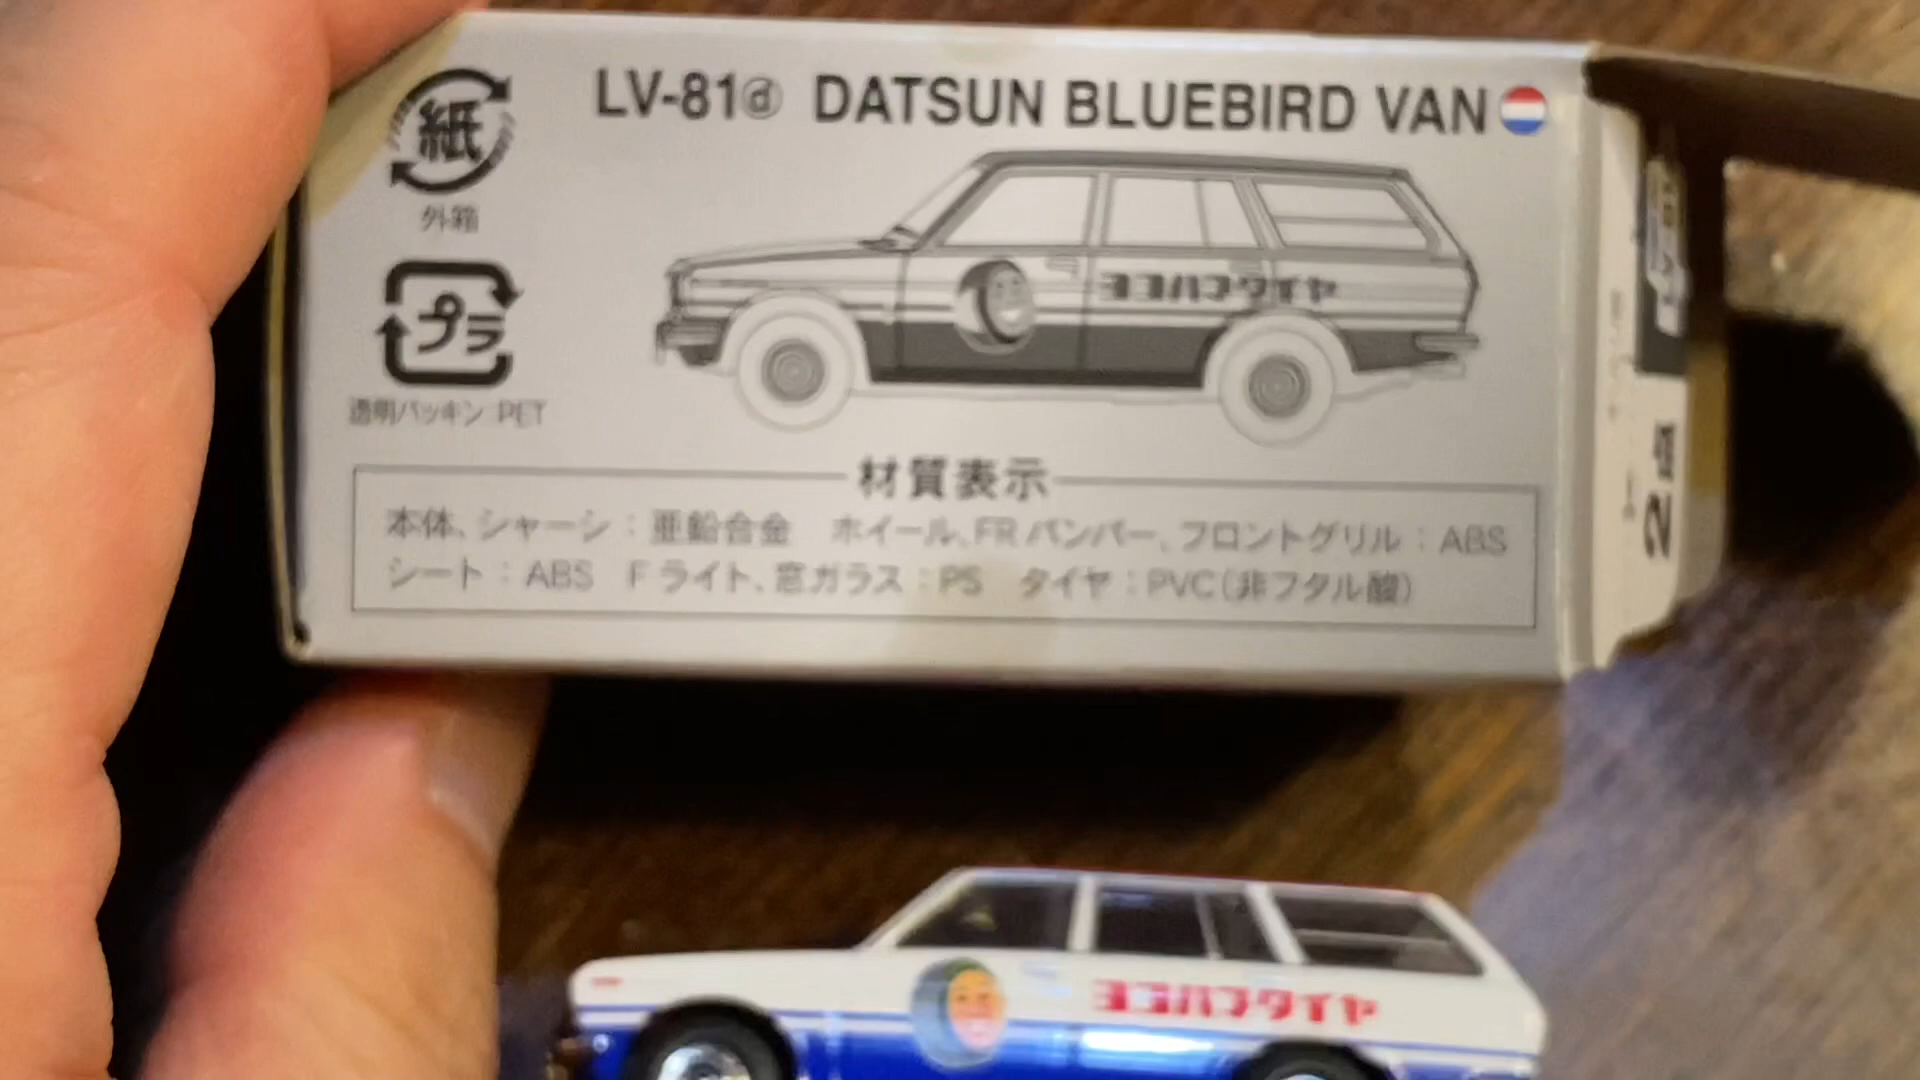 LV-81ⓓ DATSUN BLUEBIRD VAN
紙
外箱
プラ
透明パッキン:PET
ヨコハマタイヤ
材質表示
本体、シャーシ:亜鉛合金 ホイール、FRバンパー、フロントグリル:ABS
シート:ABS Fライト、窓ガラス:PS タイヤ:PVC(非フタル酸)
ヨコハマタイヤ